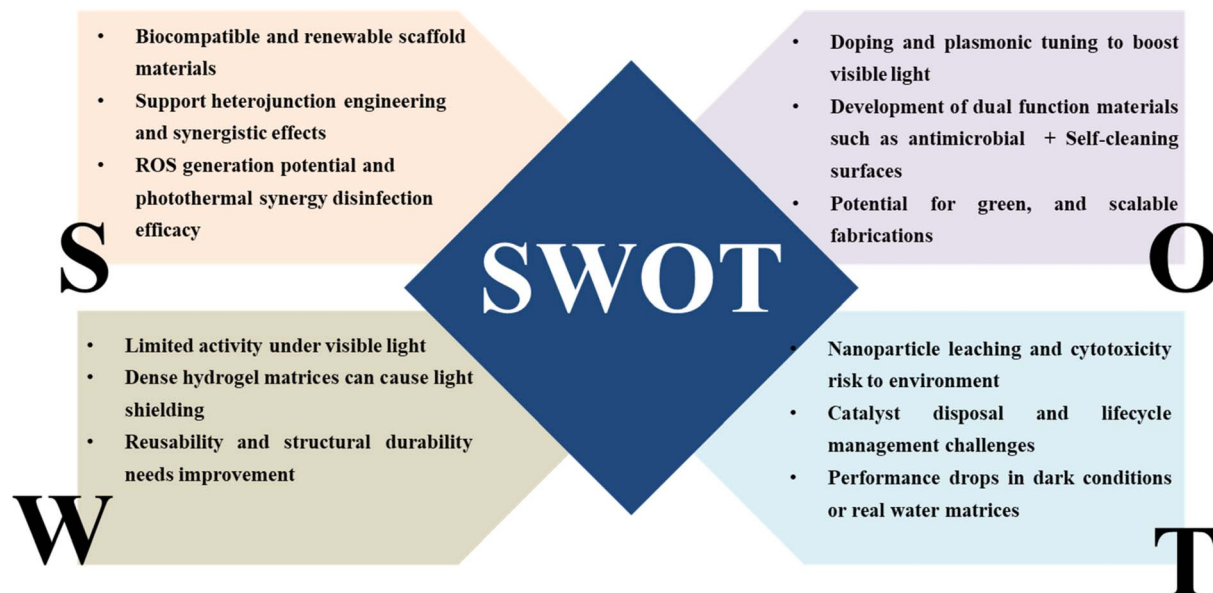 • Biocompatible and renewable scaffold
materials
• Support heterojunction engineering
and synergistic effects
• ROS generation potential and
photothermal synergy disinfection
efficacy
S
• Doping and plasmonic tuning to boost
visible light
• Development of dual function materials
such as antimicrobial + Self-cleaning
surfaces
• Potential for green, and scalable
fabrications
O
SWOT
• Limited activity under visible light
• Dense hydrogel matrices can cause light
shielding
• Reusability and structural durability
needs improvement
W
• Nanoparticle leaching and cytotoxicity
risk to environment
• Catalyst disposal and lifecycle
management challenges
• Performance drops in dark conditions
or real water matrices
T